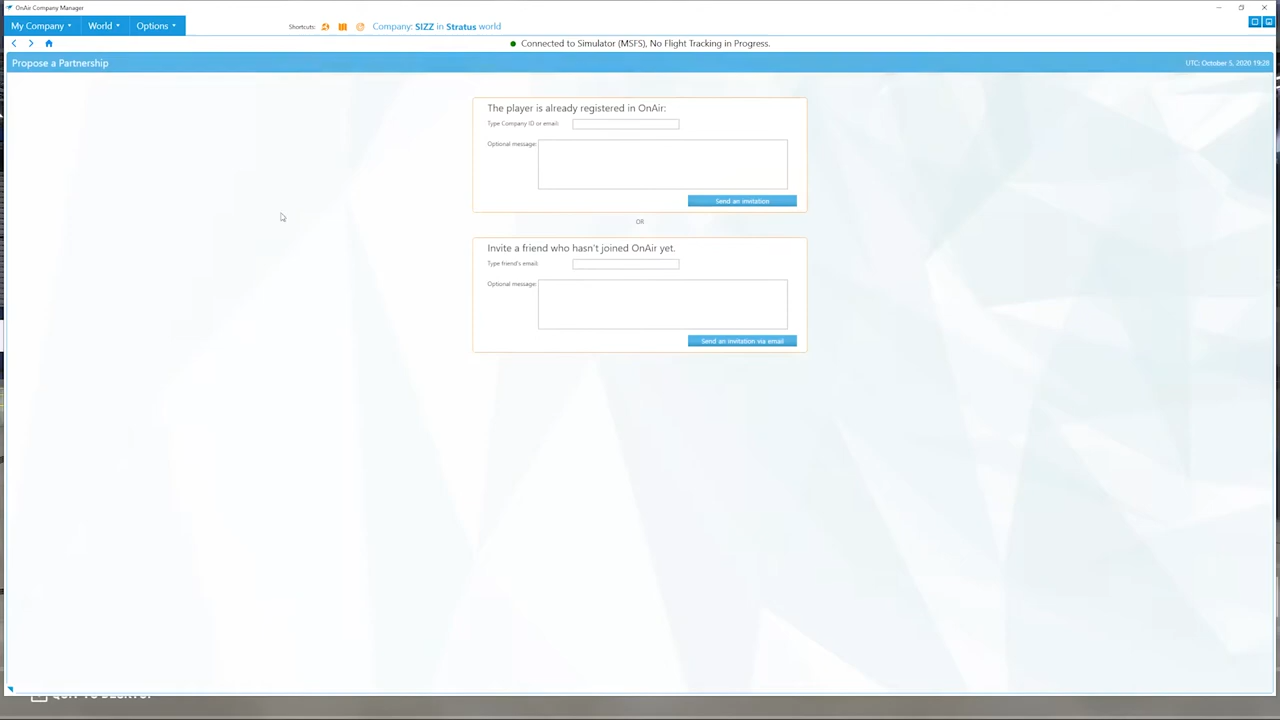 OnAir Company Manager
My Company World Options
Shortcuts: Company: SIZZ in Stratus world
Connected to Simulator (MSFS), No Flight Tracking in Progress.
Propose a Partnership
UTC: October 5, 2020 19:28
The player is already registered in OnAir:
Type Company ID or email:
Optional message:
Send an invitation
OR
Invite a friend who hasn't joined OnAir yet.
Type friend's email:
Optional message:
Send an invitation via email
QUIT TO DESKTOP